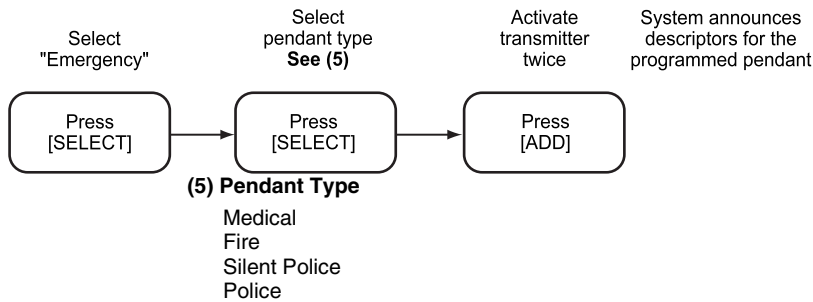 Select
"Emergency"
Select
pendant type
See (5)
Activate
transmitter
twice
System announces
descriptors for the
programmed pendant
Press
[SELECT]
Press
[SELECT]
Press
[ADD]
(5) Pendant Type
Medical
Fire
Silent Police
Police